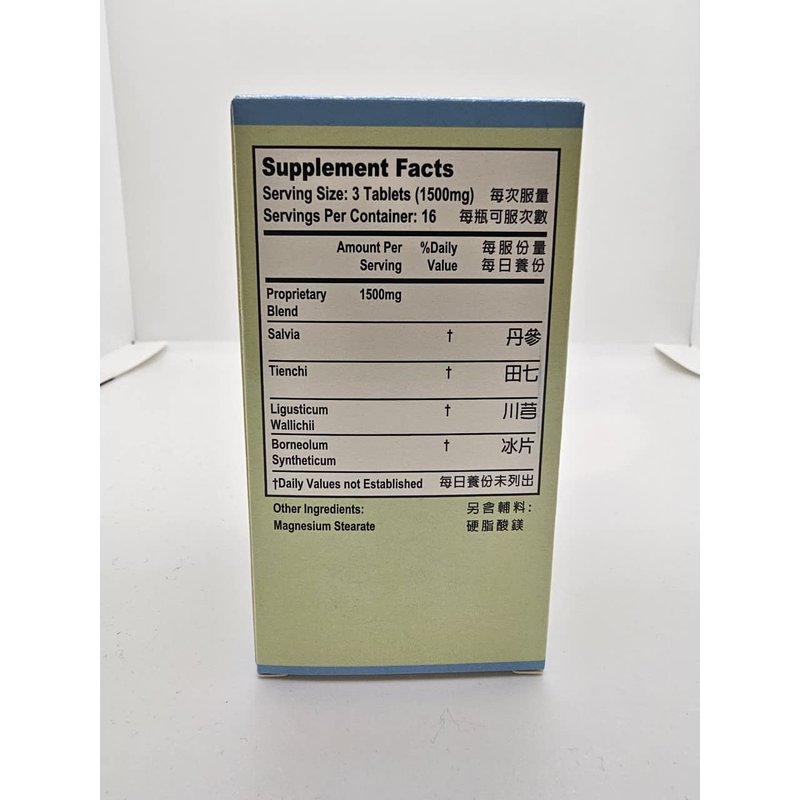 Supplement Facts
Serving Size: 3 Tablets (1500mg) 每次服量
Servings Per Container: 16 每瓶可服次數
Amount Per %Daily 每服份量
Serving Value 每日養份
Proprietary 1500mg
Blend
Salvia † 丹參
Tienchi † 田七
Ligusticum † 川芎
Wallichii
Borneolum † 冰片
Syntheticum
†Daily Values not Established 每日養份未列出
Other Ingredients: 另含輔料:
Magnesium Stearate 硬脂酸鎂